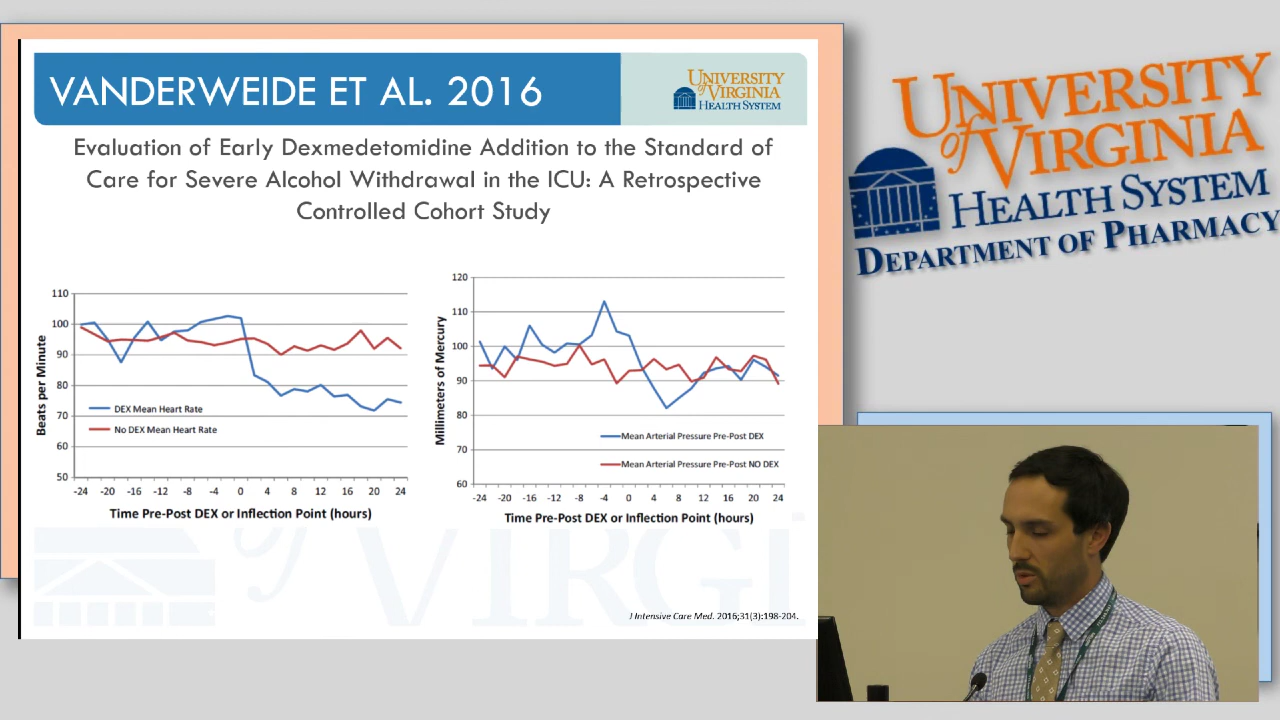 VANDERWEIDE ET AL. 2016
UNIVERSITY
of VIRGINIA
HEALTH SYSTEM
Evaluation of Early Dexmedetomidine Addition to the Standard of
Care for Severe Alcohol Withdrawal in the ICU: A Retrospective
Controlled Cohort Study
Beats per Minute
110
100
90
80
70
60
50
DEX Mean Heart Rate
No DEX Mean Heart Rate
-24 -20 -16 -12 -8 -4 0 4 8 12 16 20 24
Time Pre-Post DEX or Inflection Point (hours)
Millimeters of Mercury
120
110
100
90
80
70
60
Mean Arterial Pressure Pre-Post DEX
Mean Arterial Pressure Pre-Post NO DEX
-24 -20 -16 -12 -8 -4 0 4 8 12 16 20 24
Time Pre-Post DEX or Inflection Point (hours)
of VIRGI
J Intensive Care Med. 2016;31(3):198-204.
UNIVERSITY
of VIRGINIA
HEALTH SYSTEM
DEPARTMENT OF PHARMACY